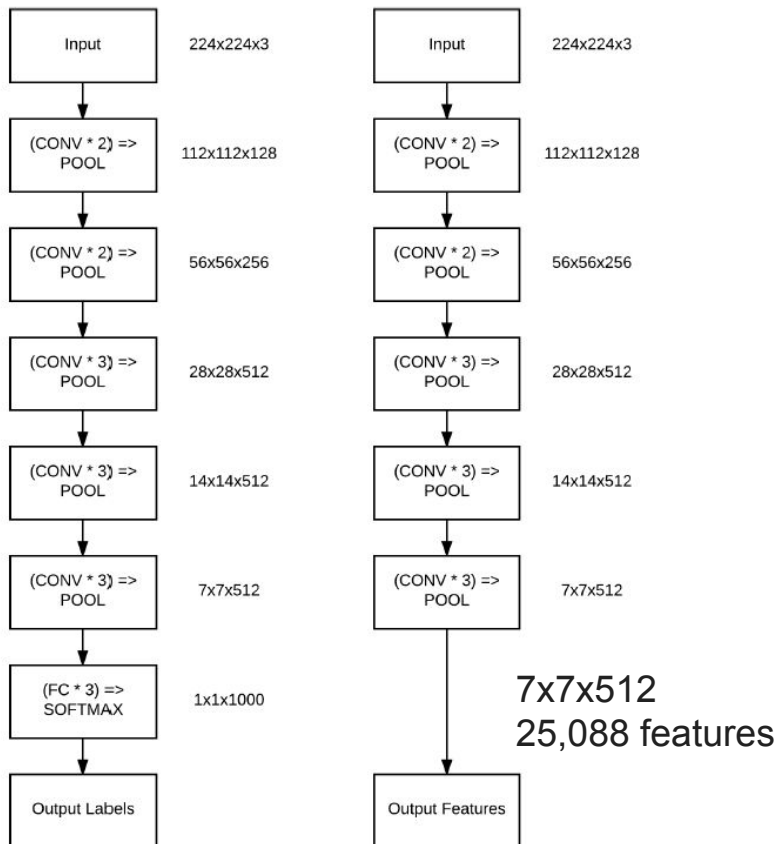 Input
224x224x3
(CONV * 2) =>
POOL
112x112x128
(CONV * 2) =>
POOL
56x56x256
(CONV * 3) =>
POOL
28x28x512
(CONV * 3) =>
POOL
14x14x512
(CONV * 3) =>
POOL
7x7x512
(FC * 3) =>
SOFTMAX
1x1x1000
Output Labels
Input
224x224x3
(CONV * 2) =>
POOL
112x112x128
(CONV * 2) =>
POOL
56x56x256
(CONV * 3) =>
POOL
28x28x512
(CONV * 3) =>
POOL
14x14x512
(CONV * 3) =>
POOL
7x7x512
7x7x512
25,088 features
Output Features